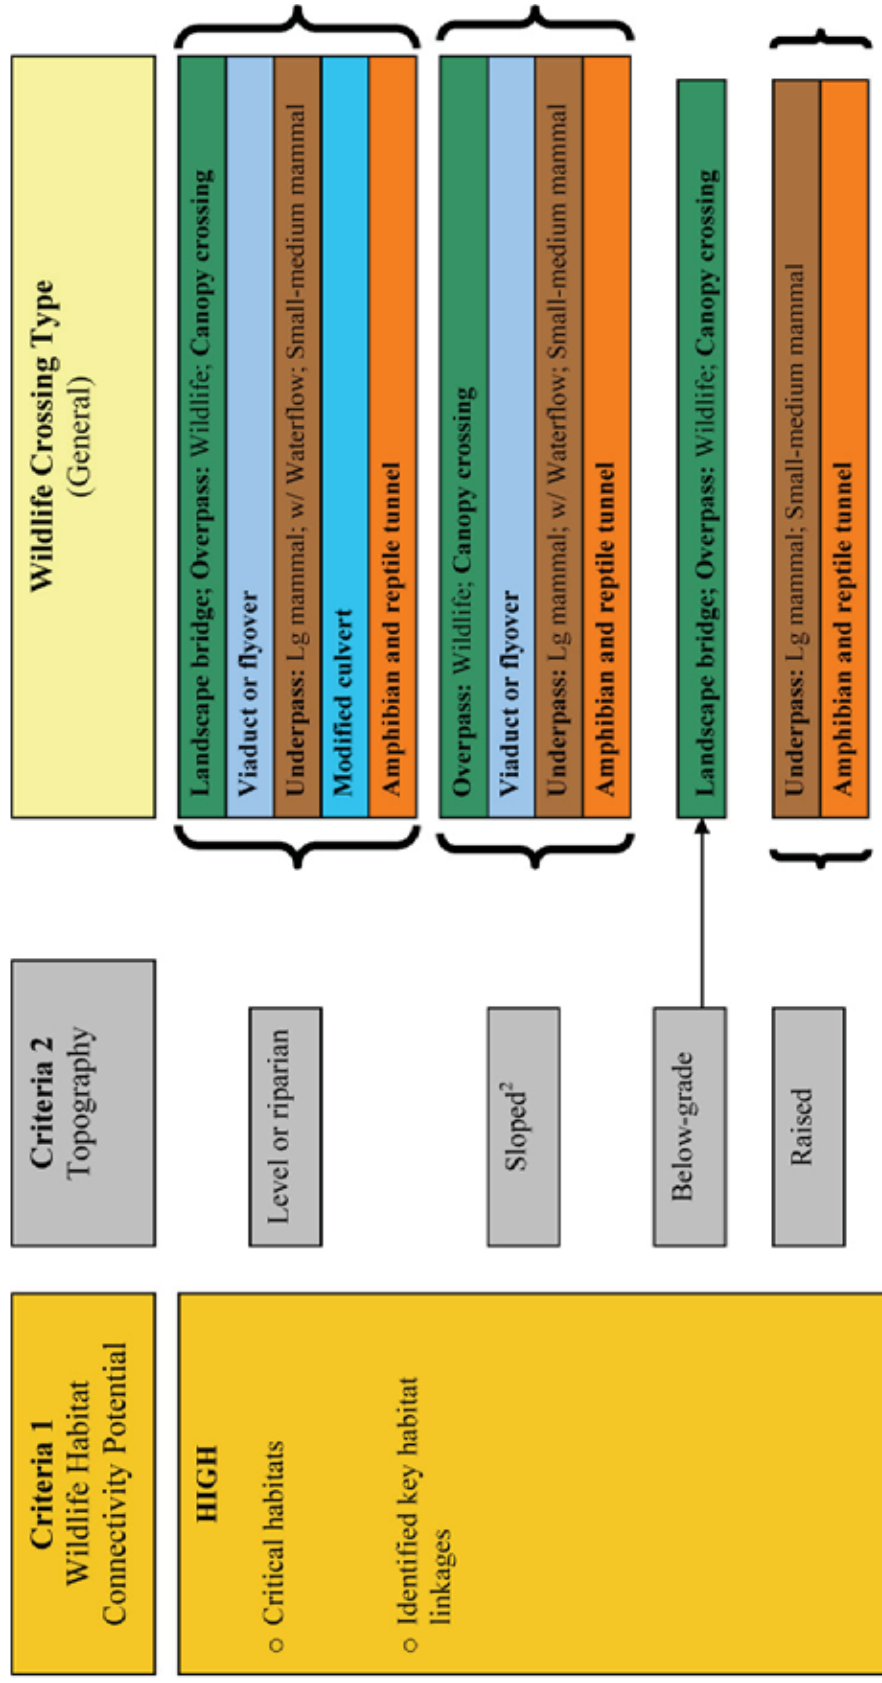 Criteria 1
Wildlife Habitat
Connectivity Potential
Criteria 2
Topography
Wildlife Crossing Type
(General)
HIGH
○ Critical habitats
○ Identified key habitat
linkages
Level or riparian
Landscape bridge; Overpass: Wildlife; Canopy crossing
Viaduct or flyover
Underpass: Lg mammal; w/ Waterflow; Small-medium mammal
Modified culvert
Amphibian and reptile tunnel
Sloped²
Overpass: Wildlife; Canopy crossing
Viaduct or flyover
Underpass: Lg mammal; w/ Waterflow; Small-medium mammal
Amphibian and reptile tunnel
Below-grade
Landscape bridge; Overpass: Wildlife; Canopy crossing
Raised
Underpass: Lg mammal; Small-medium mammal
Amphibian and reptile tunnel